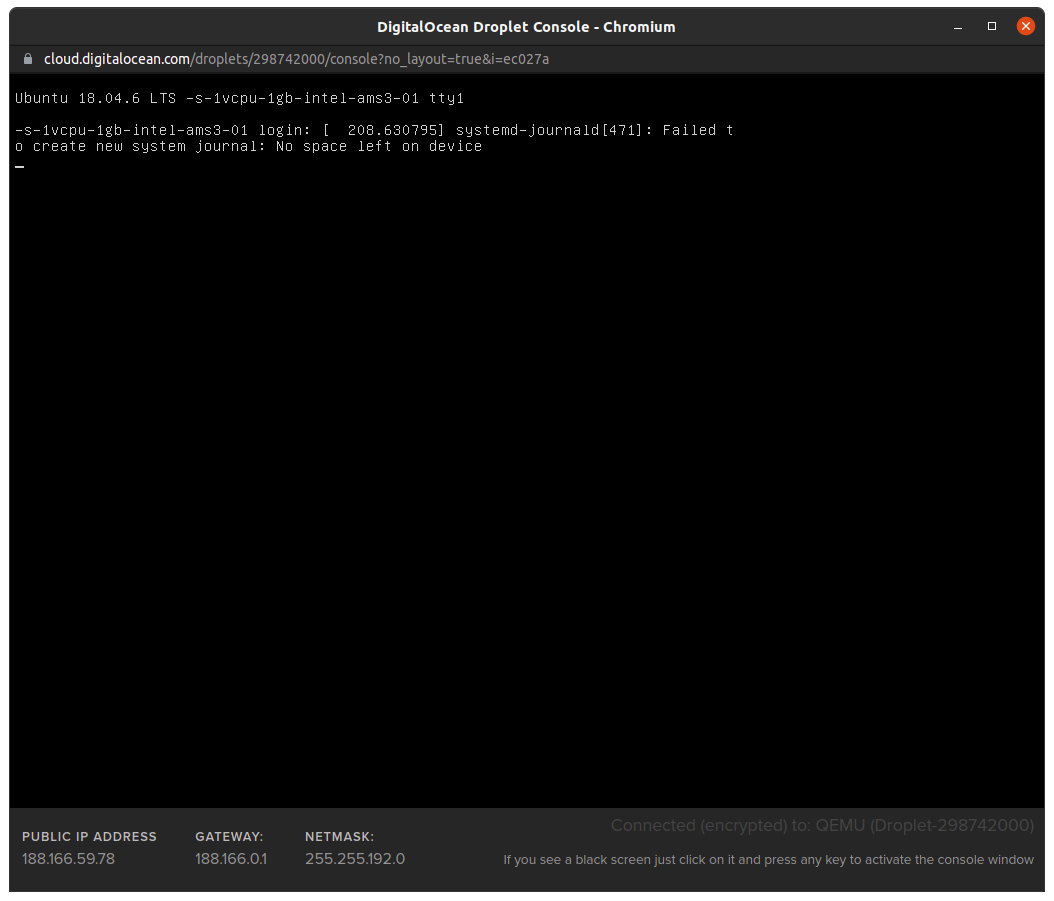 DigitalOcean Droplet Console - Chromium
cloud.digitalocean.com/droplets/298742000/console?no_layout=true&i=ec027a
Ubuntu 18.04.6 LTS -s-1vcpu-1gb-intel-ams3-01 tty1
-s-1vcpu-1gb-intel-ams3-01 login: [  208.630795] systemd-journald[471]: Failed t
o create new system journal: No space left on device
Connected (encrypted) to: QEMU (Droplet-298742000)
PUBLIC IP ADDRESS GATEWAY: NETMASK:
188.166.59.78 188.166.0.1 255.255.192.0
If you see a black screen just click on it and press any key to activate the console window